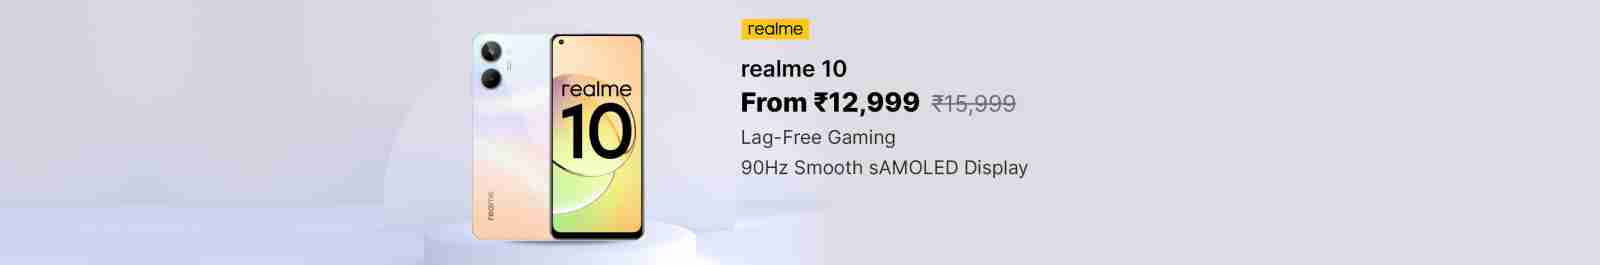 realme
realme
10
realme
realme 10
From ₹12,999 ₹15,999
Lag-Free Gaming
90Hz Smooth sAMOLED Display